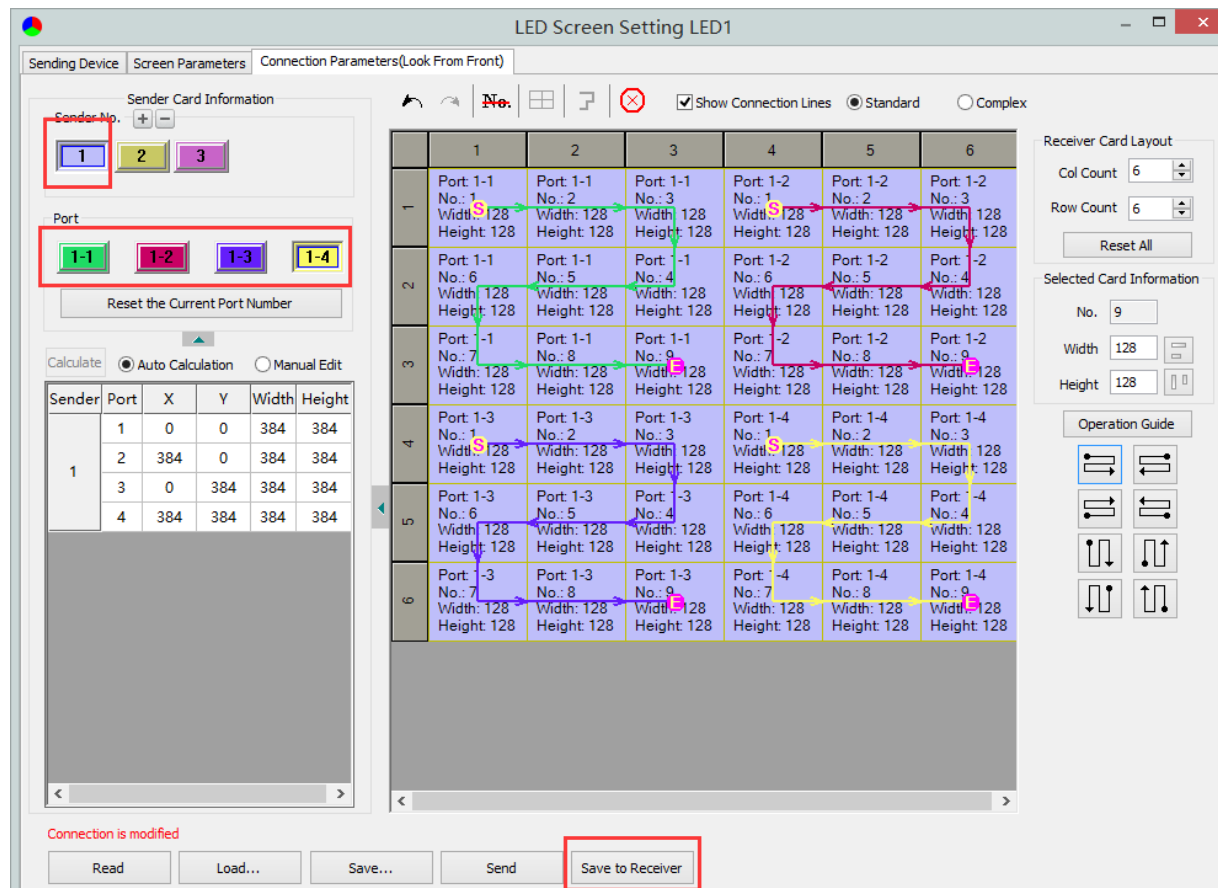 LED Screen Setting LED1
Sending Device Screen Parameters Connection Parameters(Look From Front)
Sender Card Information
Sender No. + −
1 2 3
Port
1-1 1-2 1-3 1-4
Reset the Current Port Number
Calculate Auto Calculation Manual Edit
Sender Port X Y Width Height
1
1 0 0 384 384
2 384 0 384 384
3 0 384 384 384
4 384 384 384 384
No. Show Connection Lines Standard Complex
1 2 3 4 5 6
1
Port: 1-1 Port: 1-1 Port: 1-1 Port: 1-2 Port: 1-2 Port: 1-2
No.: 1 No.: 2 No.: 3 No.: 1 No.: 2 No.: 3
S S
Width: 128 Width: 128 Width: 128 Width: 128 Width: 128 Width: 128
Height: 128 Height: 128 Height: 128 Height: 128 Height: 128 Height: 128
2
Port: 1-1 Port: 1-1 Port: 1-1 Port: 1-2 Port: 1-2 Port: 1-2
No.: 6 No.: 5 No.: 4 No.: 6 No.: 5 No.: 4
Width: 128 Width: 128 Width: 128 Width: 128 Width: 128 Width: 128
Height: 128 Height: 128 Height: 128 Height: 128 Height: 128 Height: 128
3
Port: 1-1 Port: 1-1 Port: 1-1 Port: 1-2 Port: 1-2 Port: 1-2
No.: 7 No.: 8 No.: 9 No.: 7 No.: 8 No.: 9
E E
Width: 128 Width: 128 Width: 128 Width: 128 Width: 128 Width: 128
Height: 128 Height: 128 Height: 128 Height: 128 Height: 128 Height: 128
4
Port: 1-3 Port: 1-3 Port: 1-3 Port: 1-4 Port: 1-4 Port: 1-4
No.: 1 No.: 2 No.: 3 No.: 1 No.: 2 No.: 3
S S
Width: 128 Width: 128 Width: 128 Width: 128 Width: 128 Width: 128
Height: 128 Height: 128 Height: 128 Height: 128 Height: 128 Height: 128
5
Port: 1-3 Port: 1-3 Port: 1-3 Port: 1-4 Port: 1-4 Port: 1-4
No.: 6 No.: 5 No.: 4 No.: 6 No.: 5 No.: 4
Width: 128 Width: 128 Width: 128 Width: 128 Width: 128 Width: 128
Height: 128 Height: 128 Height: 128 Height: 128 Height: 128 Height: 128
6
Port: 1-3 Port: 1-3 Port: 1-3 Port: 1-4 Port: 1-4 Port: 1-4
No.: 7 No.: 8 No.: 9 No.: 7 No.: 8 No.: 9
E E
Width: 128 Width: 128 Width: 128 Width: 128 Width: 128 Width: 128
Height: 128 Height: 128 Height: 128 Height: 128 Height: 128 Height: 128
Receiver Card Layout
Col Count 6
Row Count 6
Reset All
Selected Card Information
No. 9
Width 128
Height 128
Operation Guide
Connection is modified
Read Load... Save... Send Save to Receiver